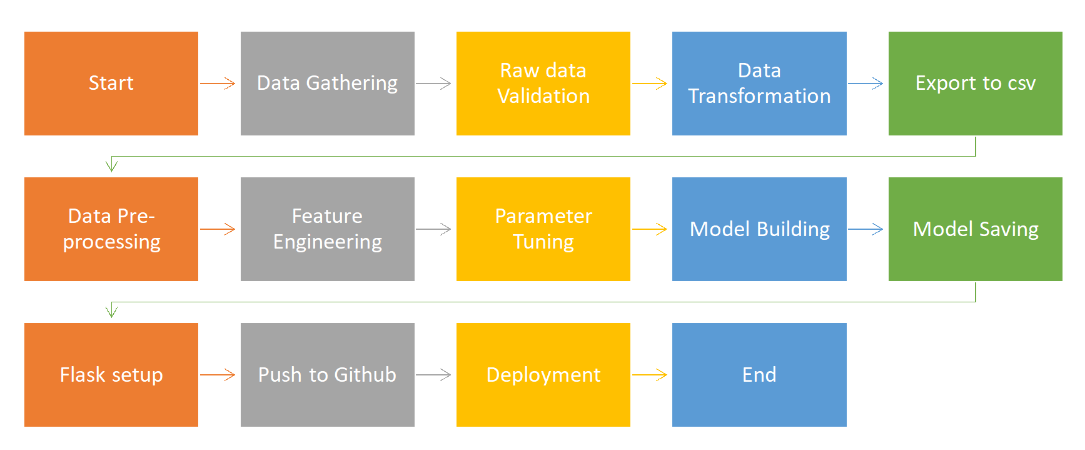 Start
Data Gathering
Raw data
Validation
Data
Transformation
Export to csv
Data Pre-
processing
Feature
Engineering
Parameter
Tuning
Model Building
Model Saving
Flask setup
Push to Github
Deployment
End